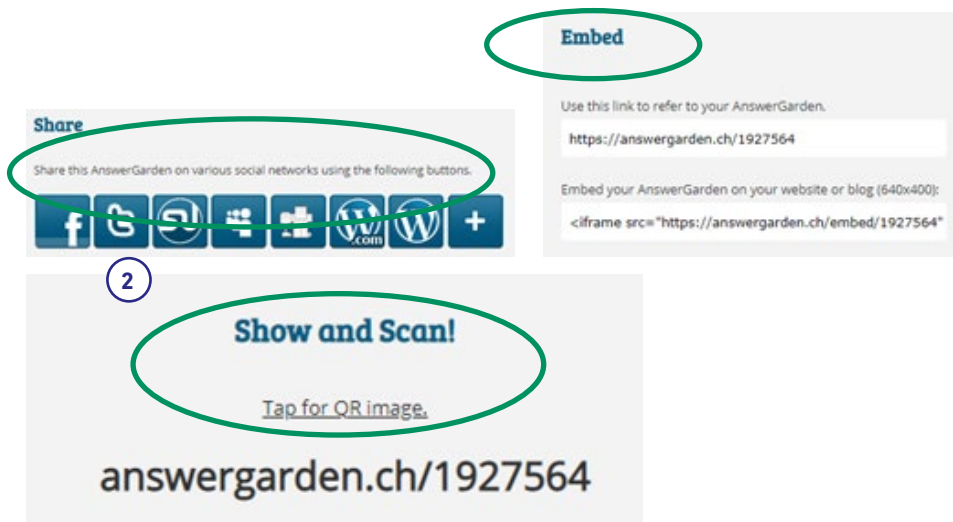 Embed
Use this link to refer to your AnswerGarden.
https://answergarden.ch/1927564
Embed your AnswerGarden on your website or blog (640x400):
<iframe src="https://answergarden.ch/embed/1927564"
Share
Share this AnswerGarden on various social networks using the following buttons.
f t W .com W +
2
Show and Scan!
Tap for QR image.
answergarden.ch/1927564